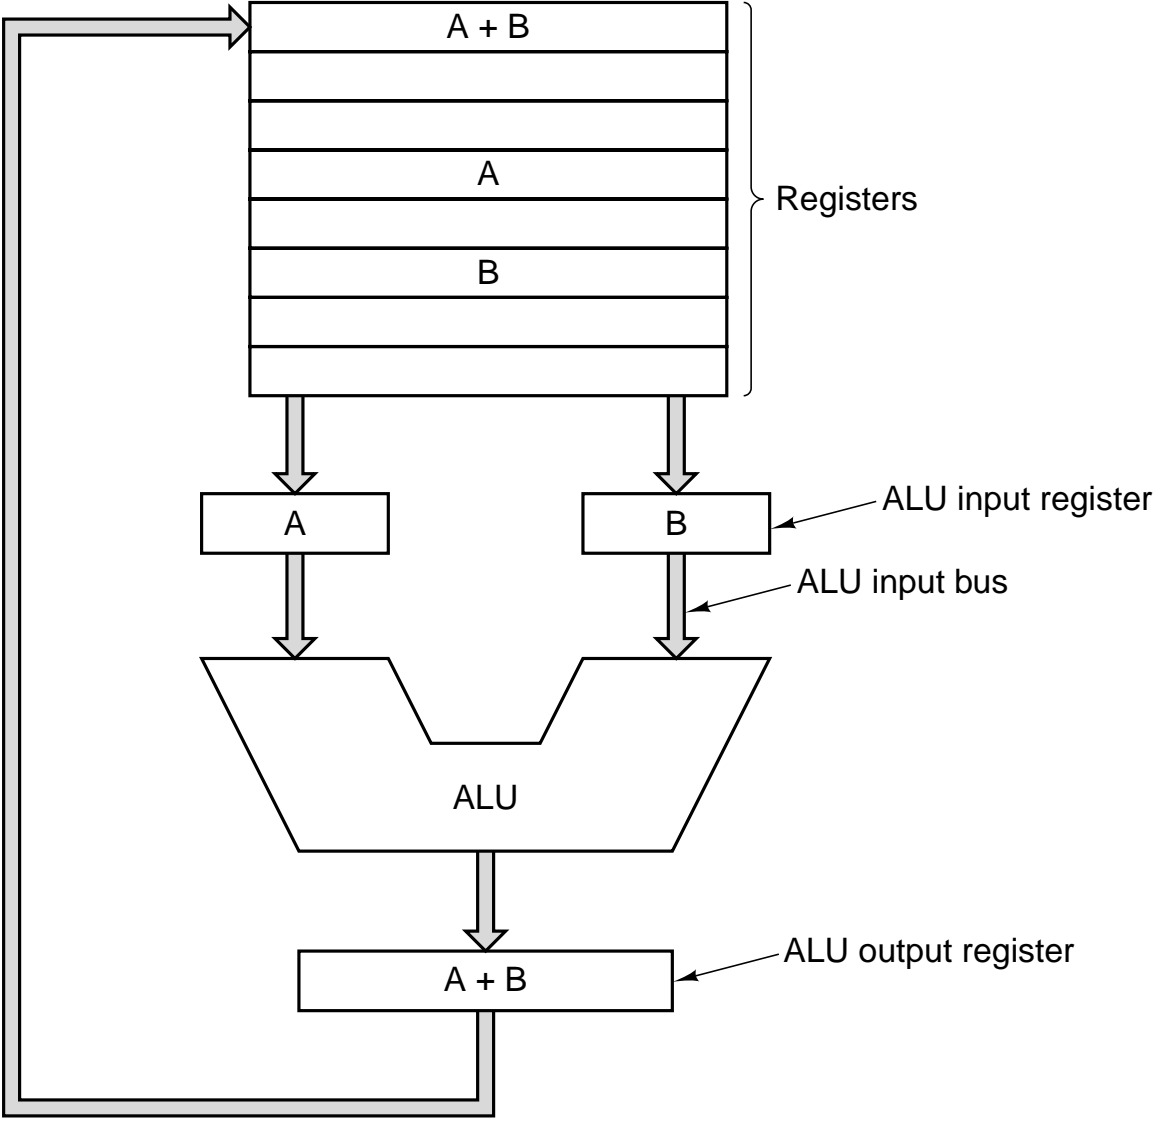 A + B
A
Registers
B
A
B
ALU input register
ALU input bus
ALU
ALU output register
A + B